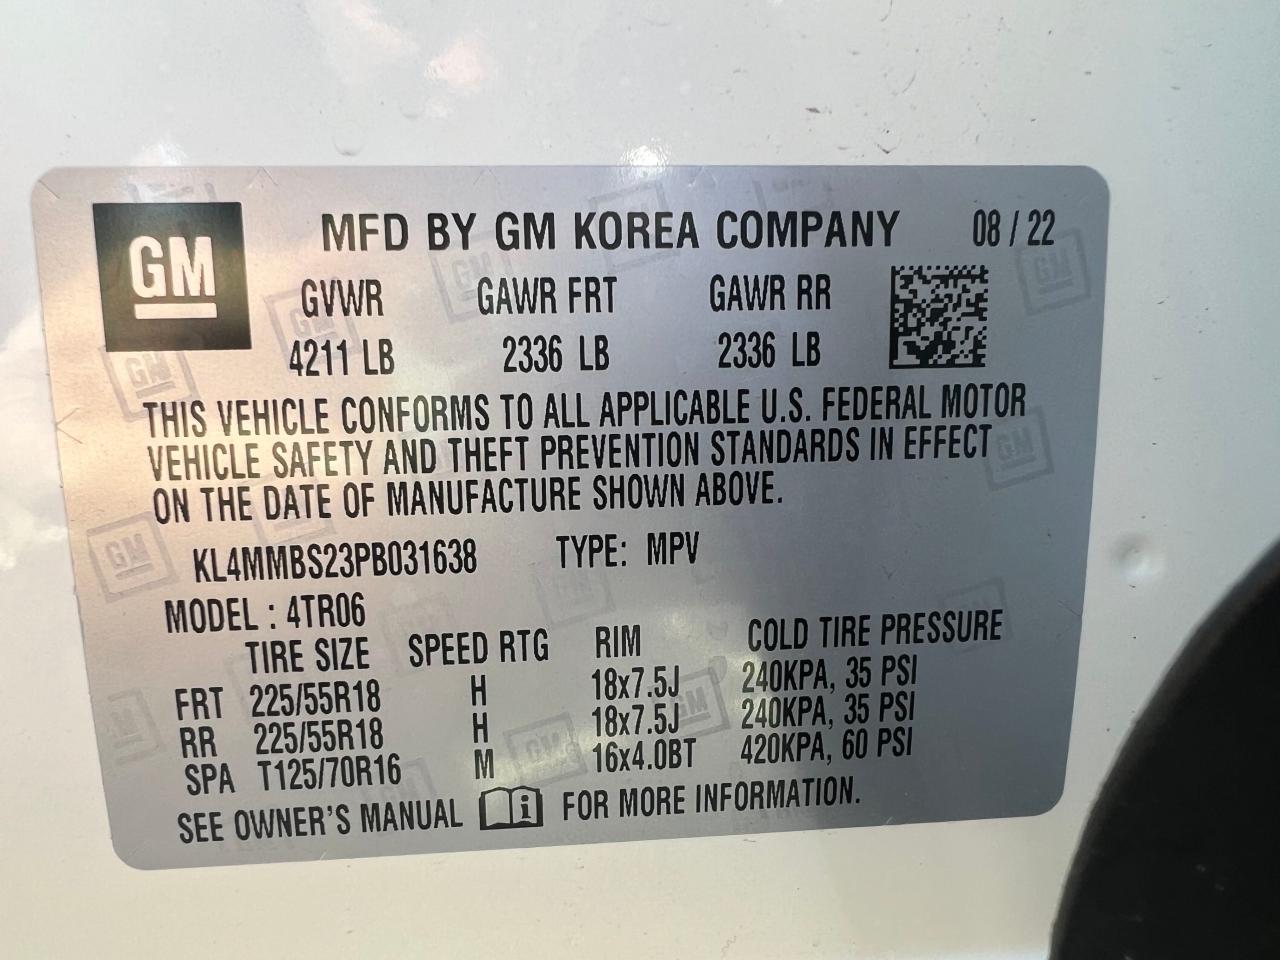 GM
MFD BY GM KOREA COMPANY 08 / 22
GVWR GAWR FRT GAWR RR
4211 LB 2336 LB 2336 LB
THIS VEHICLE CONFORMS TO ALL APPLICABLE U.S. FEDERAL MOTOR
VEHICLE SAFETY AND THEFT PREVENTION STANDARDS IN EFFECT
ON THE DATE OF MANUFACTURE SHOWN ABOVE.
KL4MMBS23PB031638 TYPE: MPV
MODEL : 4TR06
TIRE SIZE SPEED RTG RIM COLD TIRE PRESSURE
FRT 225/55R18 H 18x7.5J 240KPA, 35 PSI
RR 225/55R18 H 18x7.5J 240KPA, 35 PSI
SPA T125/70R16 M 16x4.0BT 420KPA, 60 PSI
SEE OWNER'S MANUAL i FOR MORE INFORMATION.